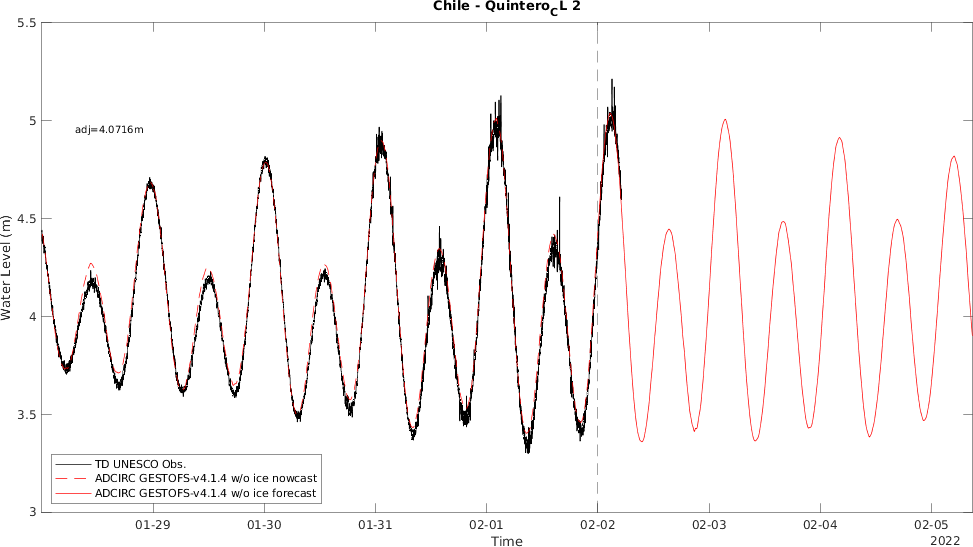 Chile - Quintero_CL 2
5.5
5
4.5
4
3.5
3
Water Level (m)
adj=4.0716m
TD UNESCO Obs.
ADCIRC GESTOFS-v4.1.4 w/o ice nowcast
ADCIRC GESTOFS-v4.1.4 w/o ice forecast
01-29 01-30 01-31 02-01 02-02 02-03 02-04 02-05
Time
2022